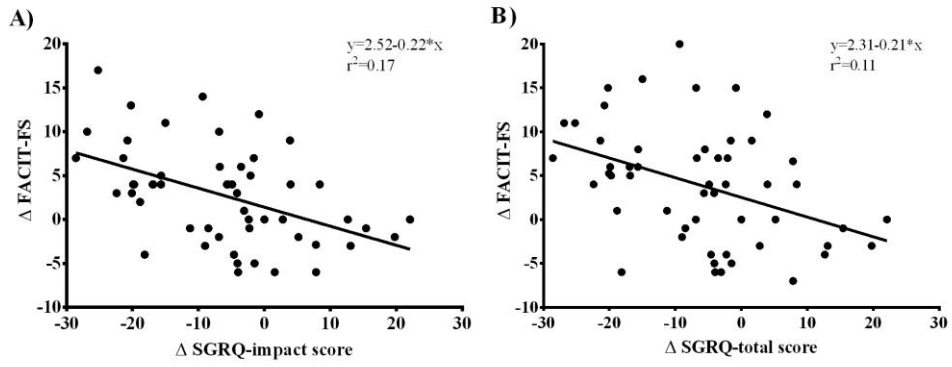 A)
y=2.52-0.22*x
r²=0.17
Δ FACIT-FS
20
15
10
5
0
-5
-10
-30
-20
-10
0
10
20
30
Δ SGRQ-impact score
B)
y=2.31-0.21*x
r²=0.11
Δ FACIT-FS
20
15
10
5
0
-5
-10
-30
-20
-10
0
10
20
30
Δ SGRQ-total score